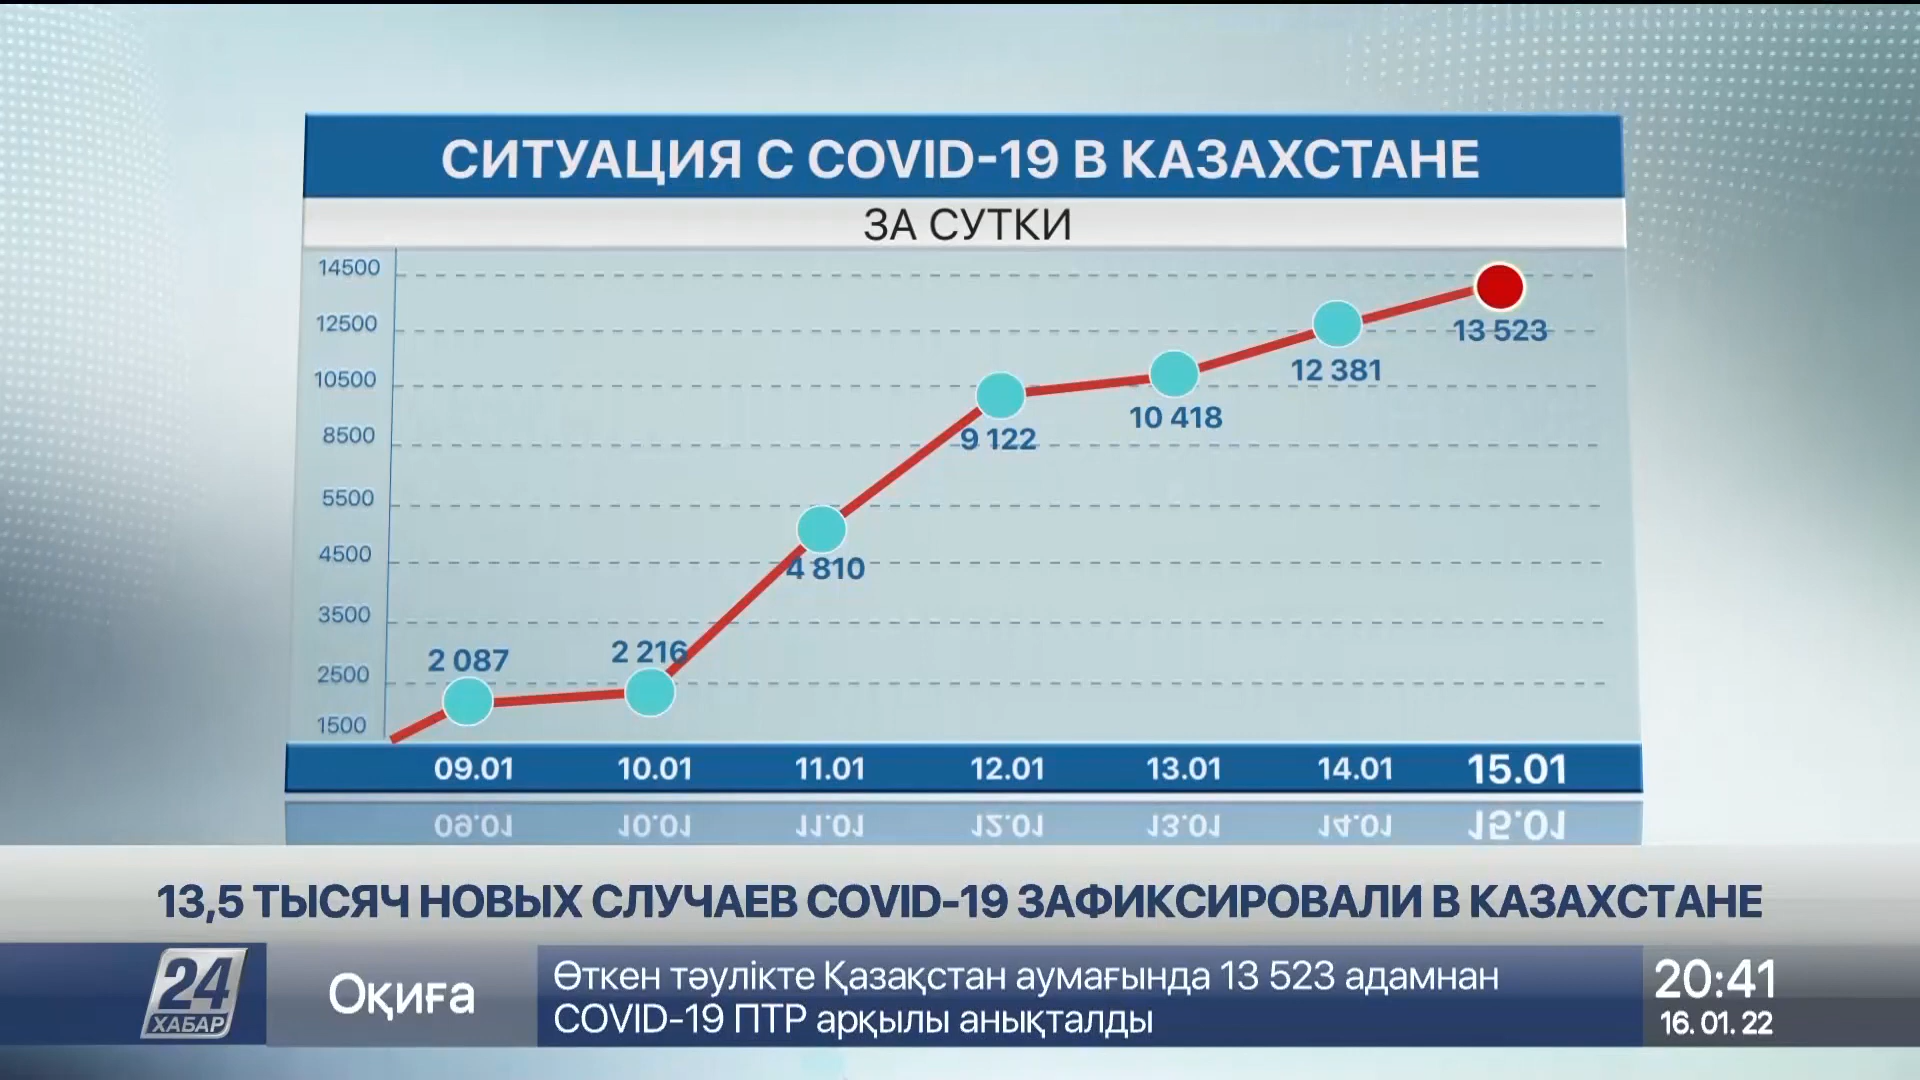 СИТУАЦИЯ С COVID-19 В КАЗАХСТАНЕ
ЗА СУТКИ
14500
12500
10500
8500
5500
4500
3500
2500
1500
2 087
2 216
4 810
9 122
10 418
12 381
13 523
09.01 10.01 11.01 12.01 13.01 14.01 15.01
13,5 ТЫСЯЧ НОВЫХ СЛУЧАЕВ COVID-19 ЗАФИКСИРОВАЛИ В КАЗАХСТАНЕ
24
ХАБАР
Оқиға
Өткен тәулікте Қазақстан аумағында 13 523 адамнан
COVID-19 ПТР арқылы анықталды
20:41
16. 01. 22